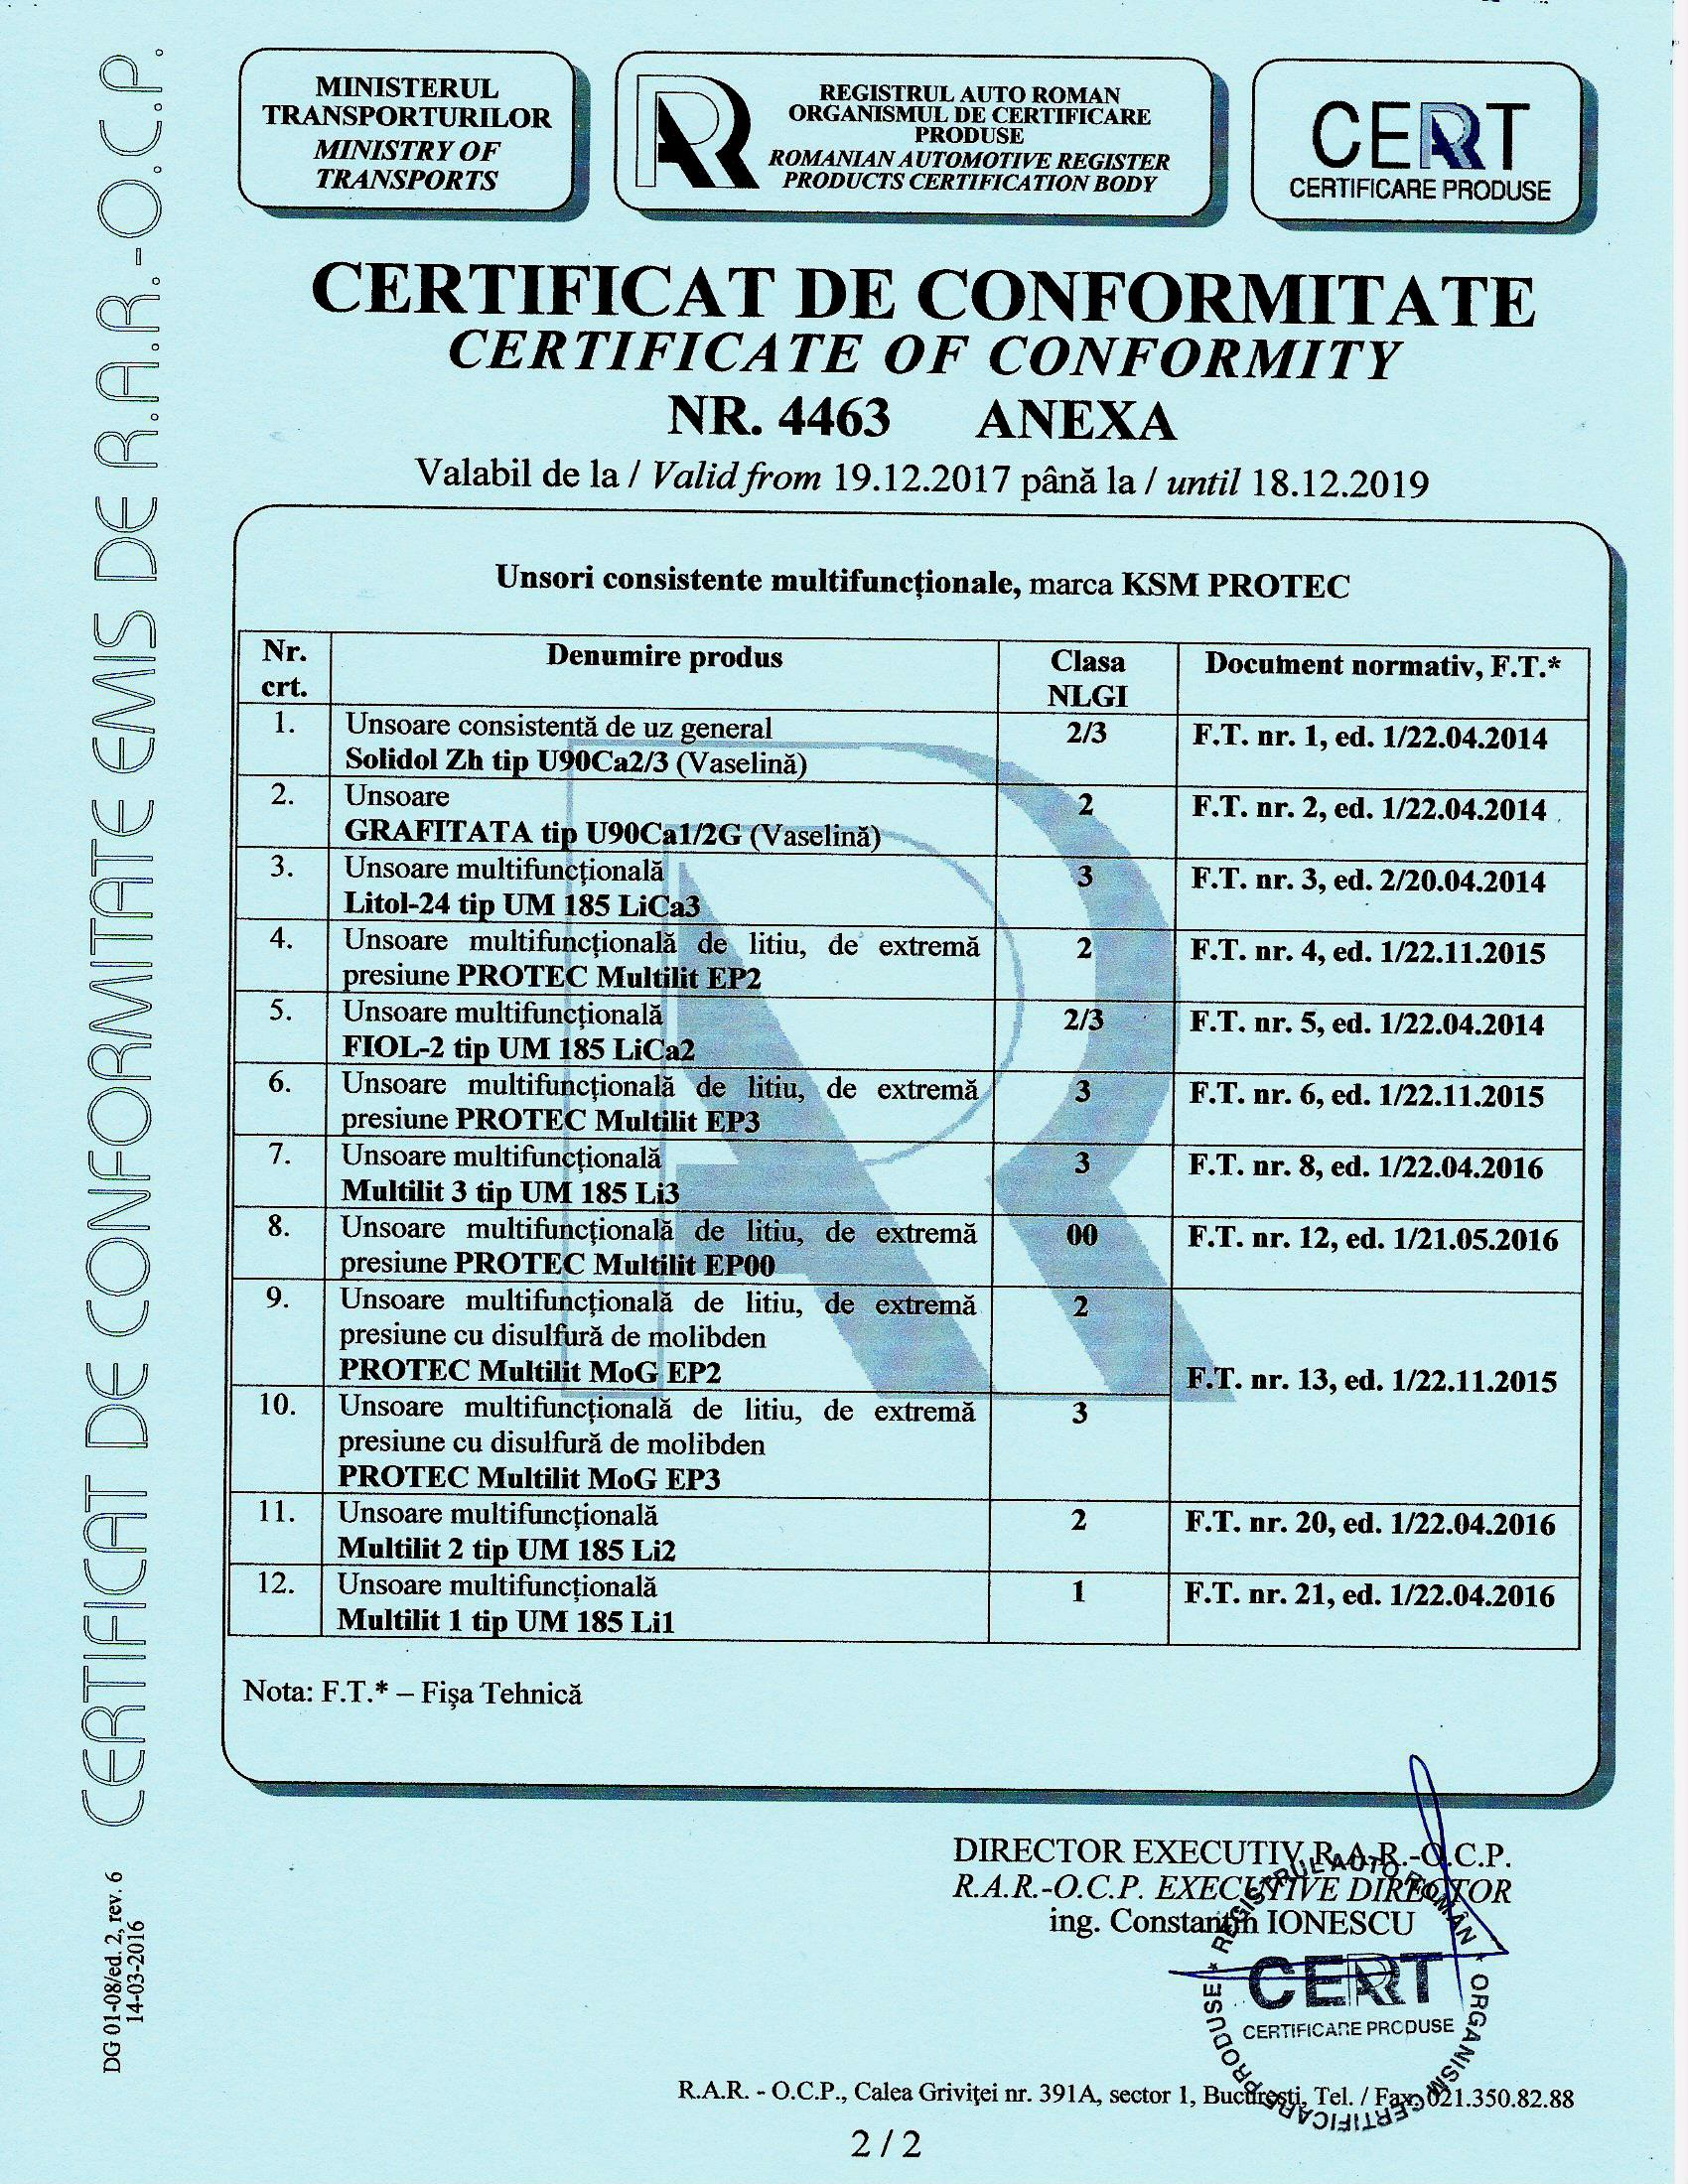 MINISTERUL
TRANSPORTURILOR
MINISTRY OF
TRANSPORTS
REGISTRUL AUTO ROMAN
ORGANISMUL DE CERTIFICARE
PRODUSE
ROMANIAN AUTOMOTIVE REGISTER
PRODUCTS CERTIFICATION BODY
CERT
CERTIFICARE PRODUSE
CERTIFICAT DE CONFORMITATE EMIS DE R.A.R.-O.C.P.
CERTIFICAT DE CONFORMITATE
CERTIFICATE OF CONFORMITY
NR. 4463 ANEXA
Valabil de la / Valid from 19.12.2017 până la / until 18.12.2019
Unsori consistente multifuncționale, marca KSM PROTEC
Nr. crt. Denumire produs Clasa NLGI Document normativ, F.T.*
1. Unsoare consistentă de uz general 2/3 F.T. nr. 1, ed. 1/22.04.2014
Solidol Zh tip U90Ca2/3 (Vaselină)
2. Unsoare 2 F.T. nr. 2, ed. 1/22.04.2014
GRAFITATA tip U90Ca1/2G (Vaselină)
3. Unsoare multifuncțională 3 F.T. nr. 3, ed. 2/20.04.2014
Litol-24 tip UM 185 LiCa3
4. Unsoare multifuncțională de litiu, de extremă 2 F.T. nr. 4, ed. 1/22.11.2015
presiune PROTEC Multilit EP2
5. Unsoare multifuncțională 2/3 F.T. nr. 5, ed. 1/22.04.2014
FIOL-2 tip UM 185 LiCa2
6. Unsoare multifuncțională de litiu, de extremă 3 F.T. nr. 6, ed. 1/22.11.2015
presiune PROTEC Multilit EP3
7. Unsoare multifuncțională 3 F.T. nr. 8, ed. 1/22.04.2016
Multilit 3 tip UM 185 Li3
8. Unsoare multifuncțională de litiu, de extremă 00 F.T. nr. 12, ed. 1/21.05.2016
presiune PROTEC Multilit EP00
9. Unsoare multifuncțională de litiu, de extremă 2
presiune cu disulfură de molibden
PROTEC Multilit MoG EP2 F.T. nr. 13, ed. 1/22.11.2015
10. Unsoare multifuncțională de litiu, de extremă 3
presiune cu disulfură de molibden
PROTEC Multilit MoG EP3
11. Unsoare multifuncțională 2 F.T. nr. 20, ed. 1/22.04.2016
Multilit 2 tip UM 185 Li2
12. Unsoare multifuncțională 1 F.T. nr. 21, ed. 1/22.04.2016
Multilit 1 tip UM 185 Li1
Nota: F.T.* – Fișa Tehnică
DIRECTOR EXECUTIV R.A.R.-O.C.P.
R.A.R.-O.C.P. EXECUTIVE DIRECTOR
ing. Constantin IONESCU
* REGISTRUL AUTO ROMÂN * ORGANISM CERTIFICARE PRODUSE
CERT
CERTIFICARE PRODUSE
DG 01-08/ed. 2, rev. 6
14-03-2016
R.A.R. - O.C.P., Calea Griviţei nr. 391A, sector 1, Bucureşti, Tel. / Fax. 021.350.82.88
2 / 2